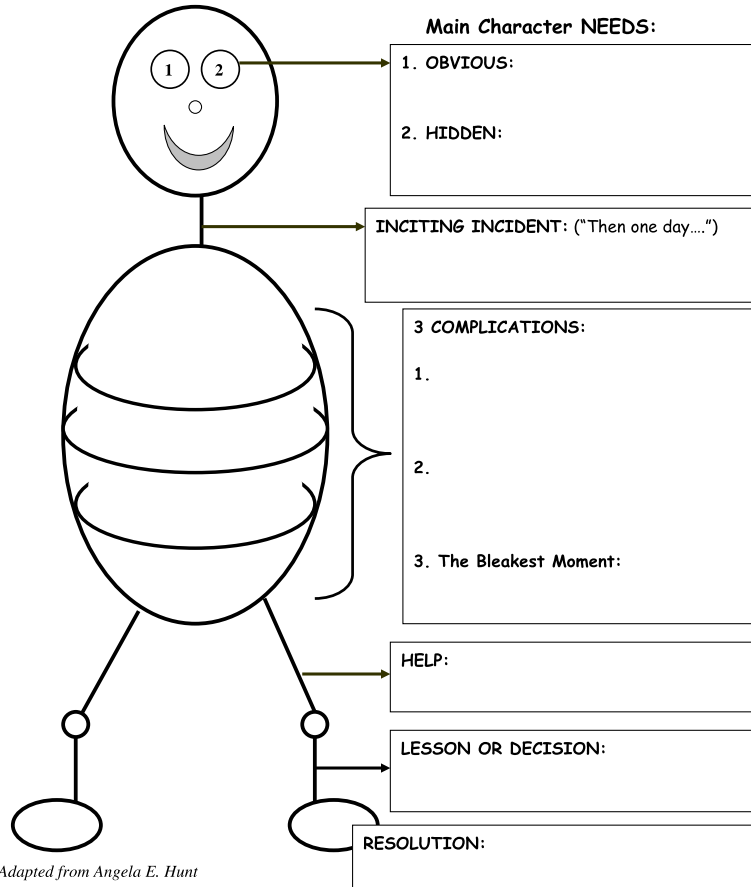 Main Character NEEDS:
1 2
1. OBVIOUS:
2. HIDDEN:
INCITING INCIDENT: (“Then one day….”)
3 COMPLICATIONS:
1.
2.
3. The Bleakest Moment:
HELP:
LESSON OR DECISION:
RESOLUTION:
Adapted from Angela E. Hunt